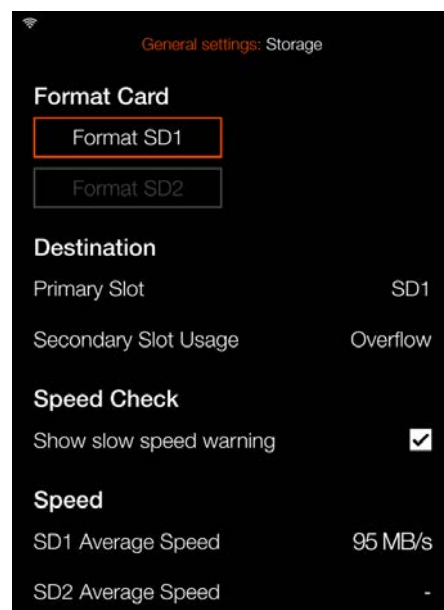 General settings: Storage
Format Card
Format SD1
Format SD2
Destination
Primary Slot SD1
Secondary Slot Usage Overflow
Speed Check
Show slow speed warning
Speed
SD1 Average Speed 95 MB/s
SD2 Average Speed -